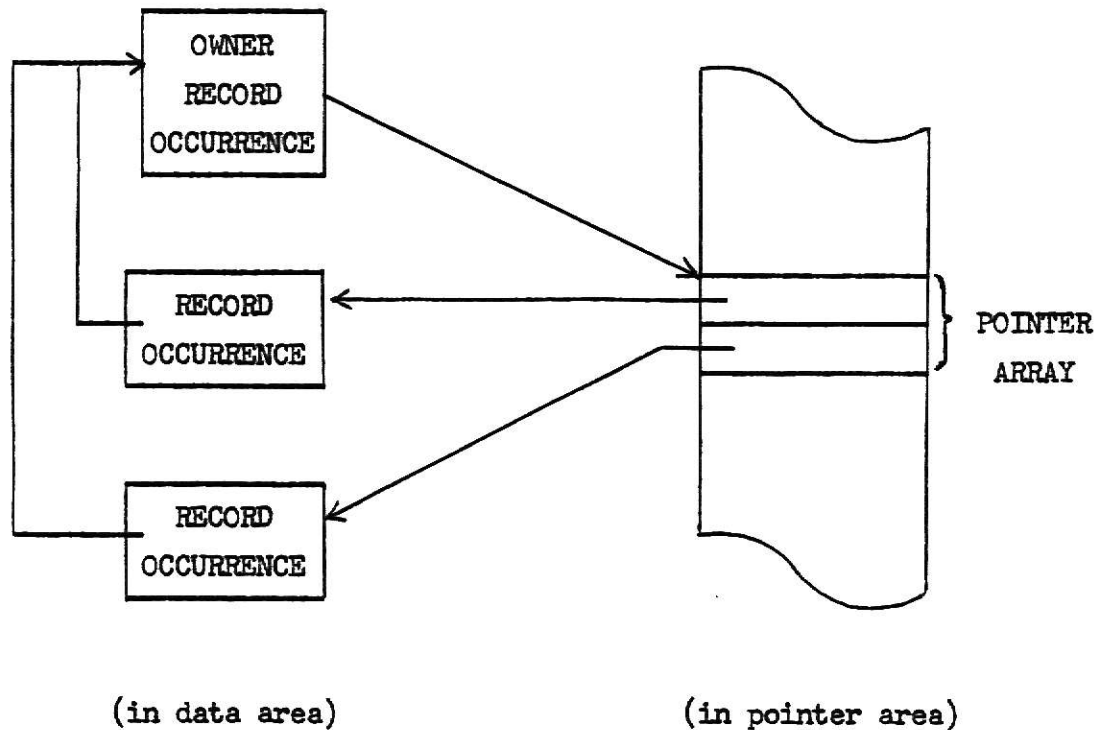 OWNER
RECORD
OCCURRENCE
RECORD
OCCURRENCE
POINTER
ARRAY
RECORD
OCCURRENCE
(in data area)
(in pointer area)